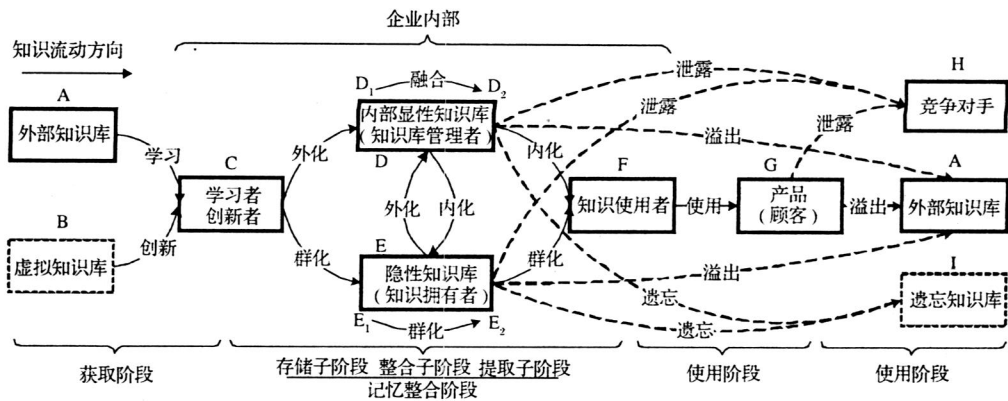 企业内部
知识流动方向
A
外部知识库
B
虚拟知识库
学习
创新
C
学习者
创新者
外化
群化
D₁ 融合 D₂
内部显性知识库
(知识库管理者)
D
外化
内化
E
隐性知识库
(知识拥有者)
E₁ 群化 E₂
内化
群化
F
知识使用者
使用
G
产品
(顾客)
泄露
泄露
泄露
溢出
溢出
溢出
遗忘
遗忘
H
竞争对手
A
外部知识库
I
遗忘知识库
获取阶段
存储子阶段 整合子阶段 提取子阶段
记忆整合阶段
使用阶段
使用阶段